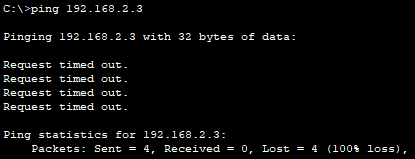 C:\>ping 192.168.2.3
Pinging 192.168.2.3 with 32 bytes of data:
Request timed out.
Request timed out.
Request timed out.
Request timed out.
Ping statistics for 192.168.2.3:
Packets: Sent = 4, Received = 0, Lost = 4 (100% loss),